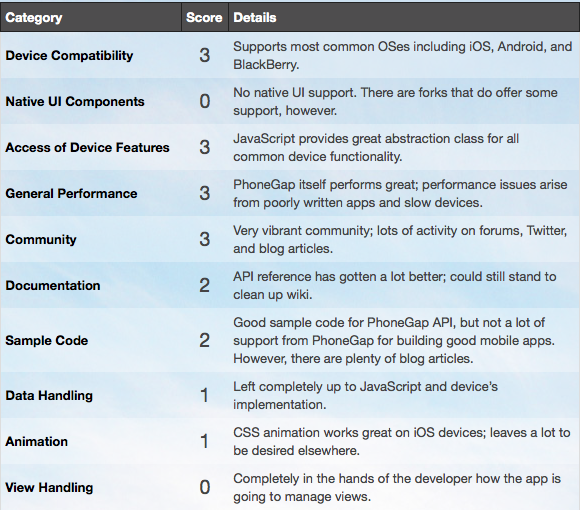 Category Score Details
Device Compatibility 3 Supports most common OSes including iOS, Android, and
BlackBerry.
Native UI Components 0 No native UI support. There are forks that do offer some
support, however.
Access of Device Features 3 JavaScript provides great abstraction class for all
common device functionality.
General Performance 3 PhoneGap itself performs great; performance issues arise
from poorly written apps and slow devices.
Community 3 Very vibrant community; lots of activity on forums, Twitter,
and blog articles.
Documentation 2 API reference has gotten a lot better; could still stand to
clean up wiki.
Sample Code 2 Good sample code for PhoneGap API, but not a lot of
support from PhoneGap for building good mobile apps.
However, there are plenty of blog articles.
Data Handling 1 Left completely up to JavaScript and device’s
implementation.
Animation 1 CSS animation works great on iOS devices; leaves a lot to
be desired elsewhere.
View Handling 0 Completely in the hands of the developer how the app is
going to manage views.